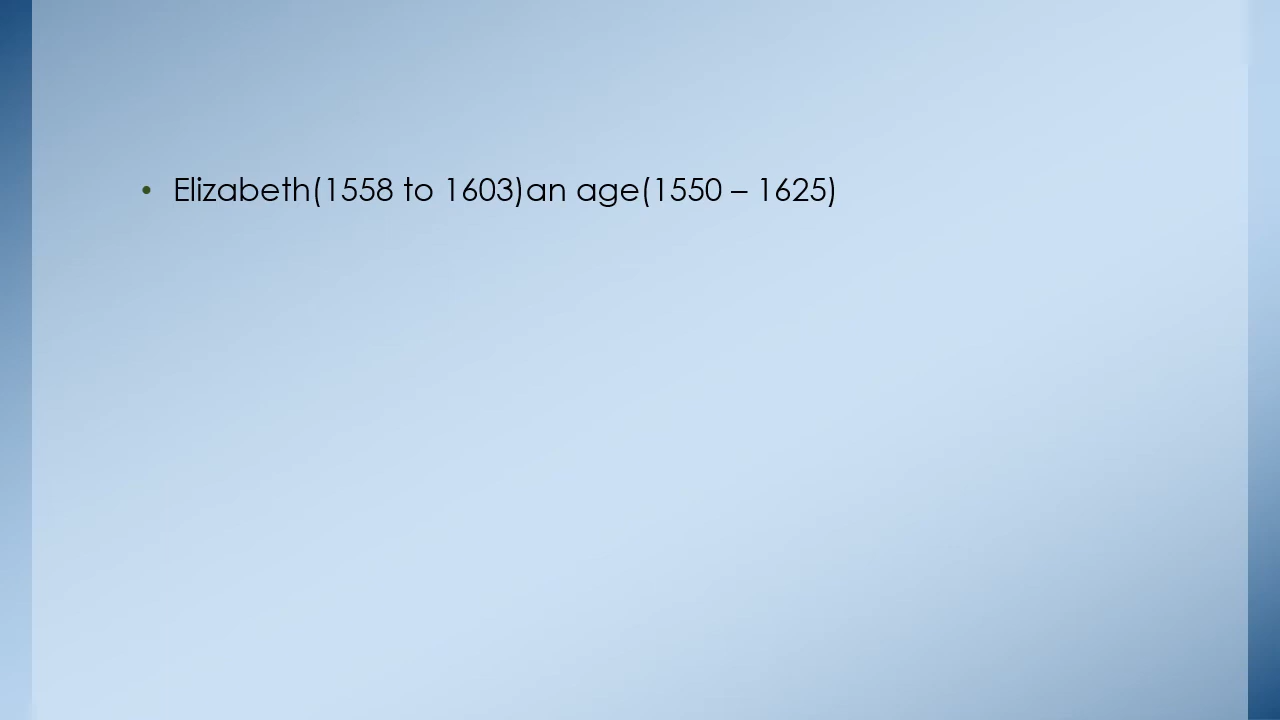 • Elizabeth(1558 to 1603)an age(1550 – 1625)